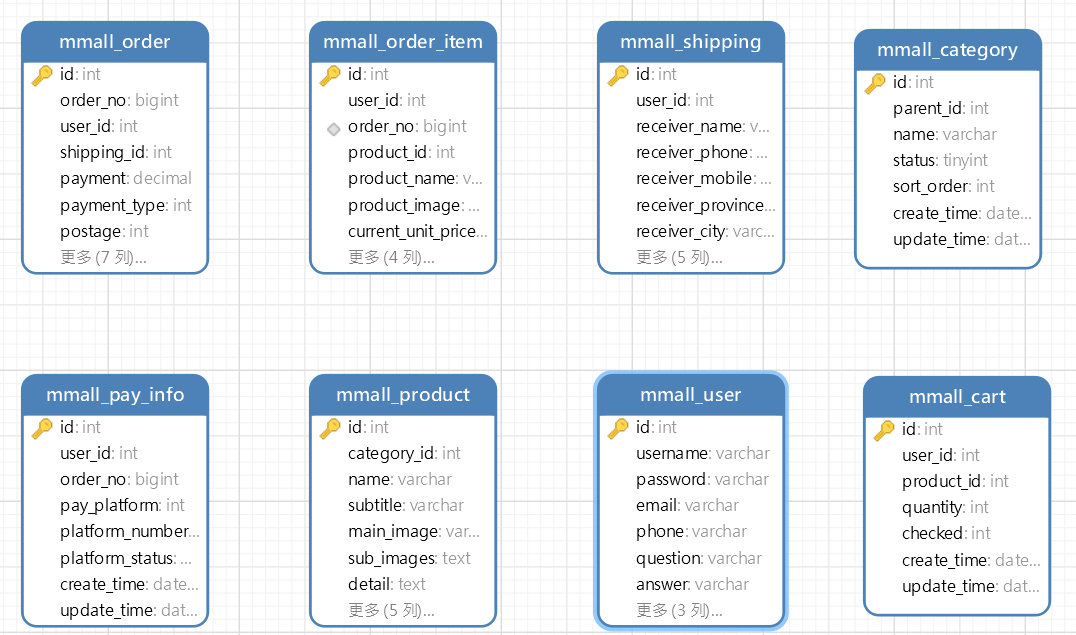 mmall_order
id: int
order_no: bigint
user_id: int
shipping_id: int
payment: decimal
payment_type: int
postage: int
更多 (7 列)...
mmall_order_item
id: int
user_id: int
order_no: bigint
product_id: int
product_name: v...
product_image: ...
current_unit_price...
更多 (4 列)...
mmall_shipping
id: int
user_id: int
receiver_name: v...
receiver_phone: ...
receiver_mobile: ...
receiver_province...
receiver_city: varc...
更多 (5 列)...
mmall_category
id: int
parent_id: int
name: varchar
status: tinyint
sort_order: int
create_time: date...
update_time: dat...
mmall_pay_info
id: int
user_id: int
order_no: bigint
pay_platform: int
platform_number...
platform_status: ...
create_time: date...
update_time: dat...
mmall_product
id: int
category_id: int
name: varchar
subtitle: varchar
main_image: var...
sub_images: text
detail: text
更多 (5 列)...
mmall_user
id: int
username: varchar
password: varchar
email: varchar
phone: varchar
question: varchar
answer: varchar
更多 (3 列)...
mmall_cart
id: int
user_id: int
product_id: int
quantity: int
checked: int
create_time: date...
update_time: dat...